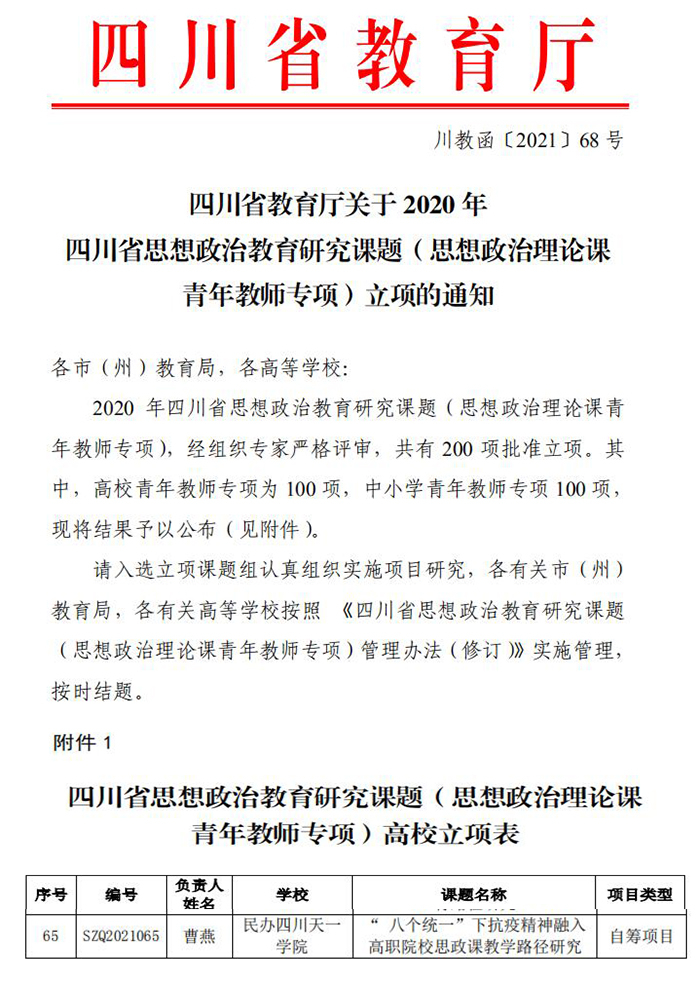 四川省教育厅
川教函〔2021〕68 号
四川省教育厅关于 2020 年
四川省思想政治教育研究课题（思想政治理论课
青年教师专项）立项的通知
各市（州）教育局，各高等学校：
2020 年四川省思想政治教育研究课题（思想政治理论课青
年教师专项），经组织专家严格评审，共有 200 项批准立项。其
中，高校青年教师专项为 100 项，中小学青年教师专项 100 项，
现将结果予以公布（见附件）。
请入选立项课题组认真组织实施项目研究，各有关市（州）
教育局，各有关高等学校按照 《四川省思想政治教育研究课题
（思想政治理论课青年教师专项）管理办法（修订）》实施管理，
按时结题。
附件 1
四川省思想政治教育研究课题（思想政治理论课
青年教师专项）高校立项表
序号 编号 负责人姓名 学校 课题名称 项目类型
65 SZQ2021065 曹燕 民办四川天一学院 “八个统一”下抗疫精神融入高职院校思政课教学路径研究 自筹项目